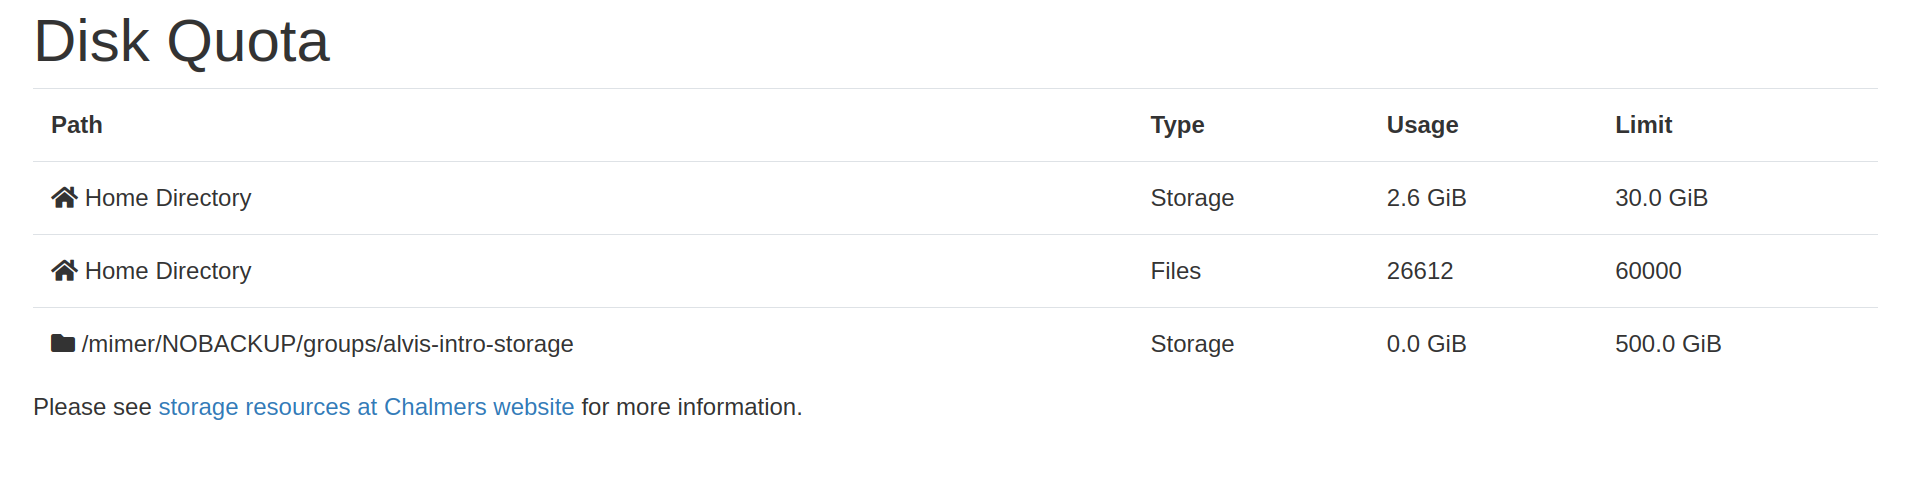 Disk Quota
Path Type Usage Limit
Home Directory Storage 2.6 GiB 30.0 GiB
Home Directory Files 26612 60000
/mimer/NOBACKUP/groups/alvis-intro-storage Storage 0.0 GiB 500.0 GiB
Please see storage resources at Chalmers website for more information.